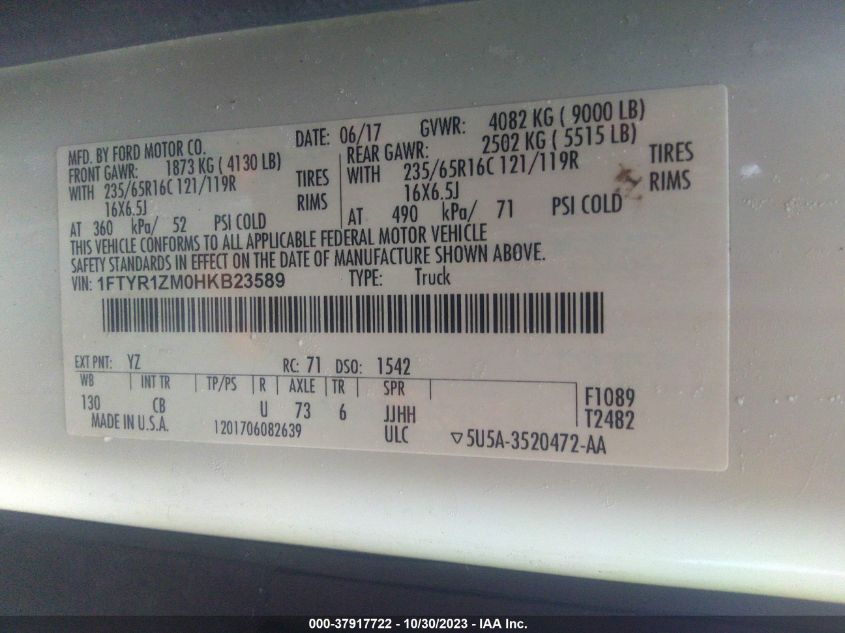 MFD. BY FORD MOTOR CO. DATE: 06/17 GVWR: 4082 KG ( 9000 LB)
FRONT GAWR: 1873 KG ( 4130 LB) REAR GAWR: 2502 KG ( 5515 LB)
WITH 235/65R16C 121/119R TIRES WITH 235/65R16C 121/119R TIRES
16X6.5J RIMS 16X6.5J RIMS
AT 360 kPa/ 52 PSI COLD AT 490 kPa/ 71 PSI COLD
THIS VEHICLE CONFORMS TO ALL APPLICABLE FEDERAL MOTOR VEHICLE
SAFETY STANDARDS IN EFFECT ON THE DATE OF MANUFACTURE SHOWN ABOVE.
VIN: 1FTYR1ZM0HKB23589 TYPE: Truck
EXT PNT: YZ RC: 71 DSO: 1542
WB INT TR TP/PS R AXLE TR SPR F1089
130 CB U 73 6 JJHH T2482
MADE IN U.S.A. 1201706082639 ULC ▽5U5A-3520472-AA
000-37917722 - 10/30/2023 - IAA Inc.